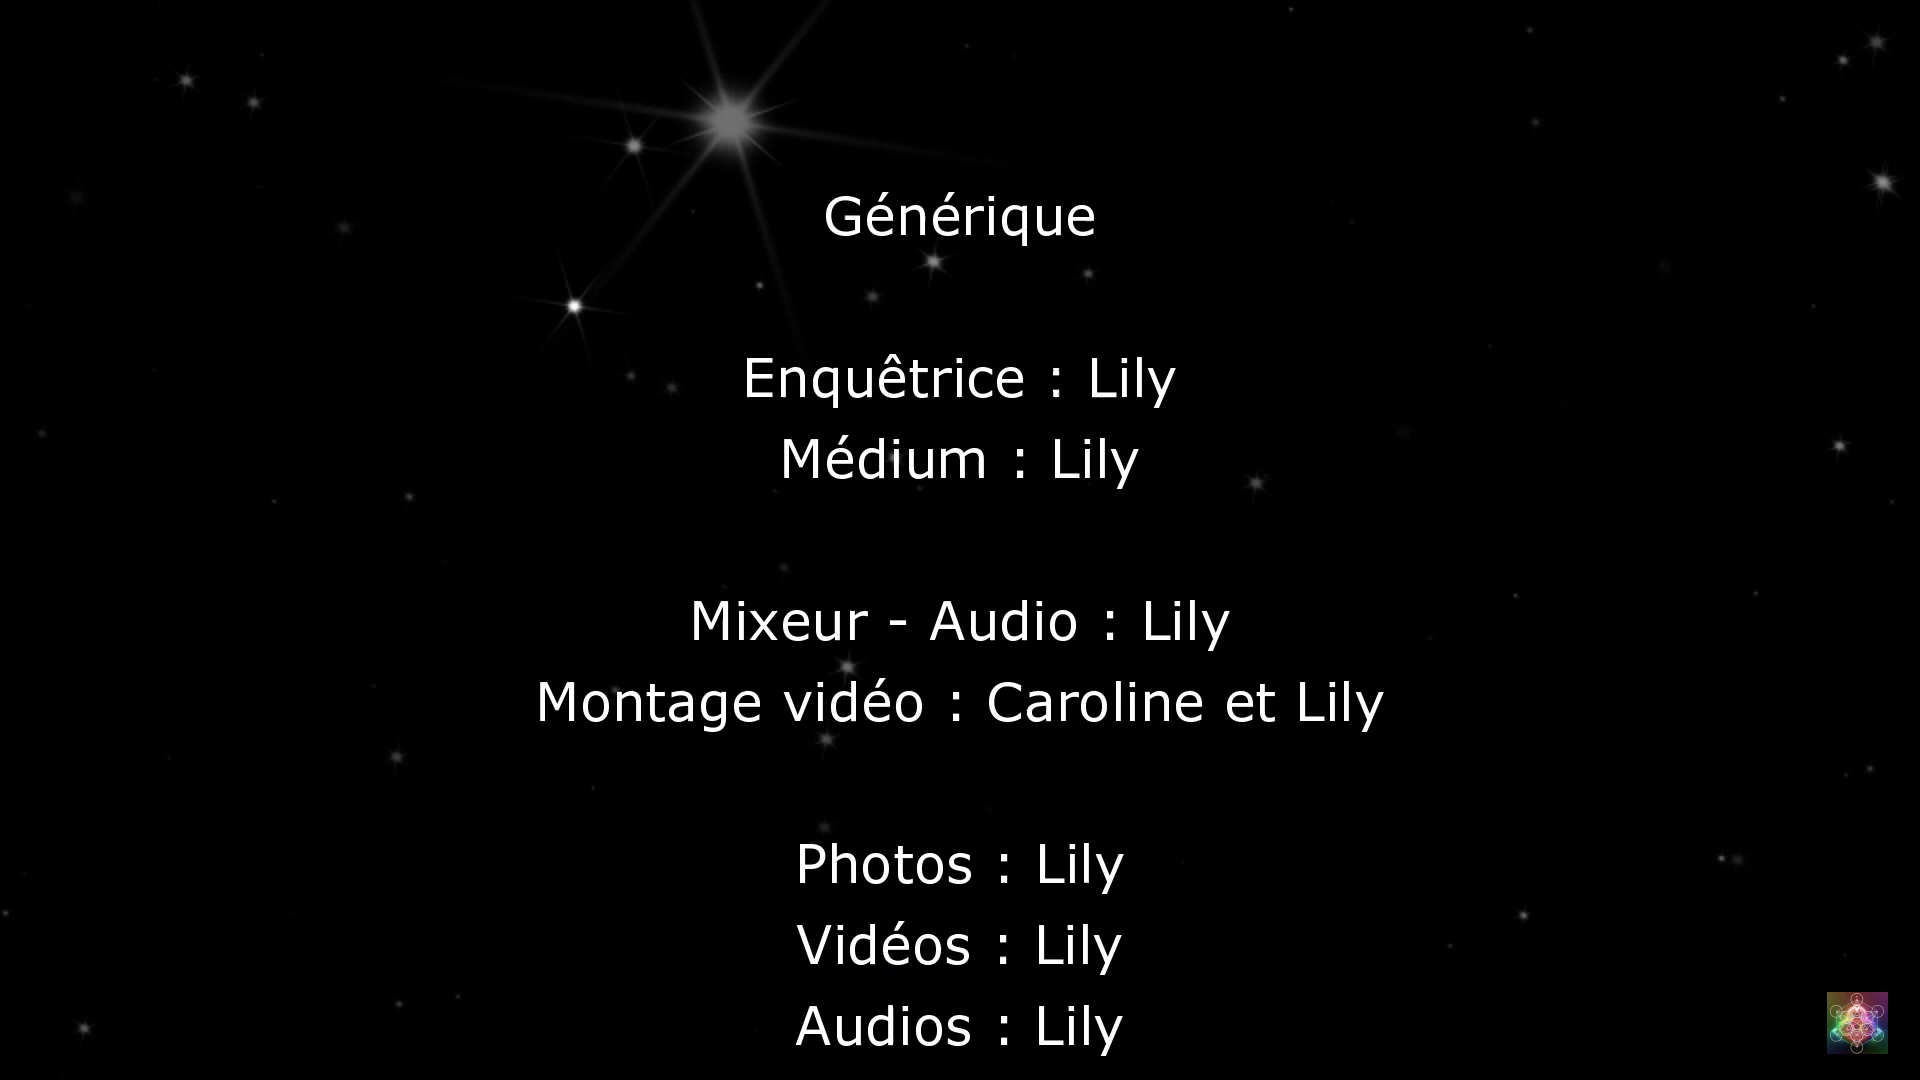 Générique
Enquêtrice : Lily
Médium : Lily
Mixeur - Audio : Lily
Montage vidéo : Caroline et Lily
Photos : Lily
Vidéos : Lily
Audios : Lily